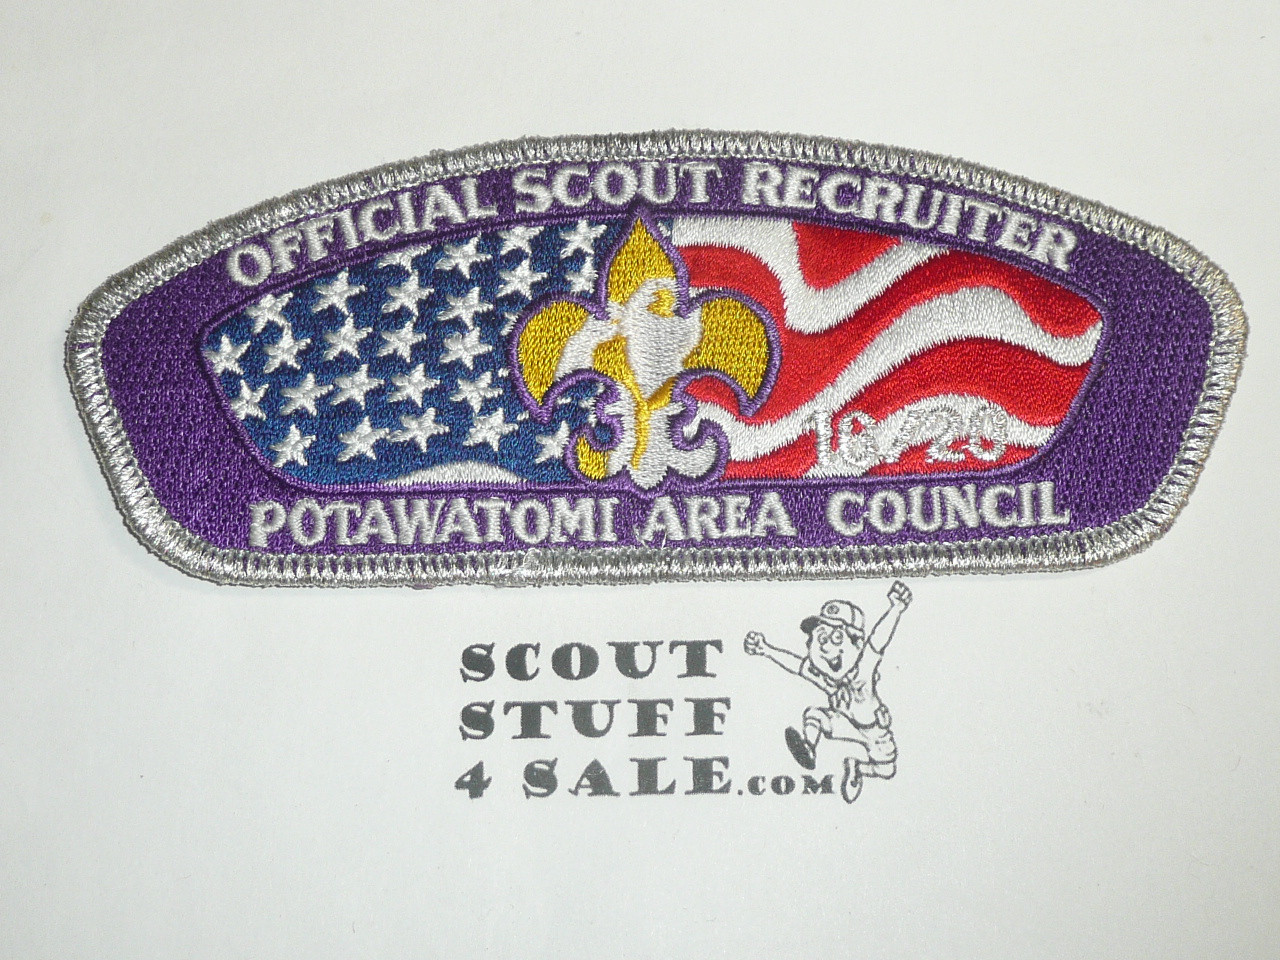 OFFICIAL SCOUT RECRUITER
POTAWATOMI AREA COUNCIL
SCOUT
STUFF
4 SALE.COM